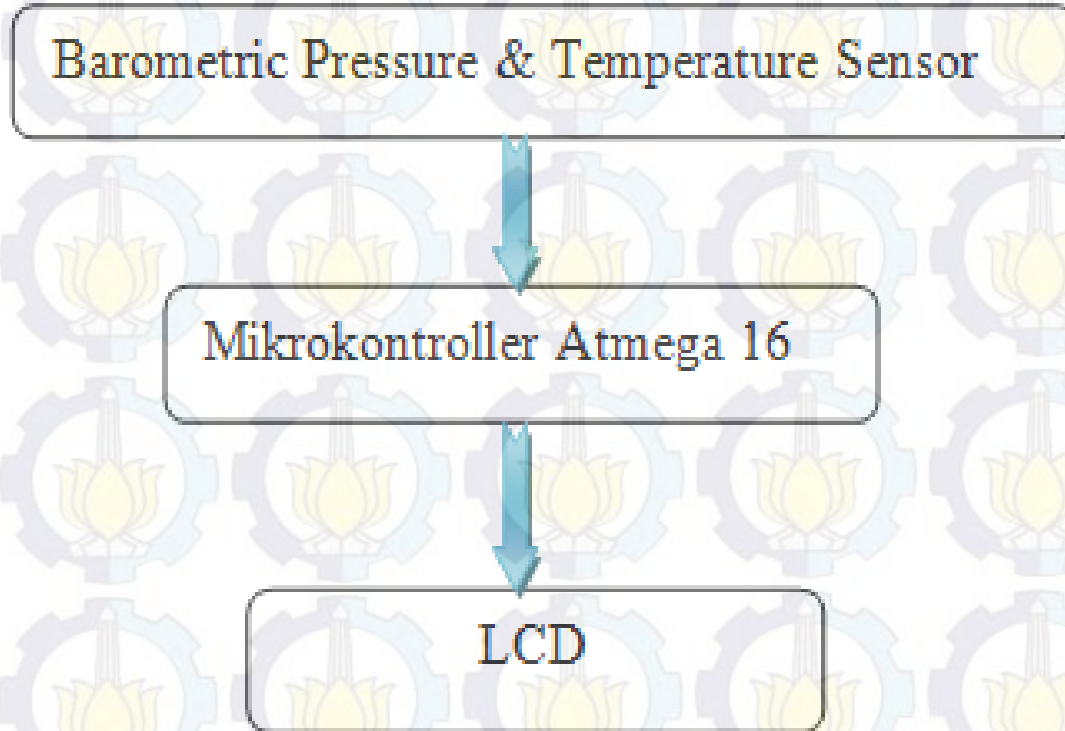 Barometric Pressure & Temperature Sensor
Mikrokontroller Atmega 16
LCD